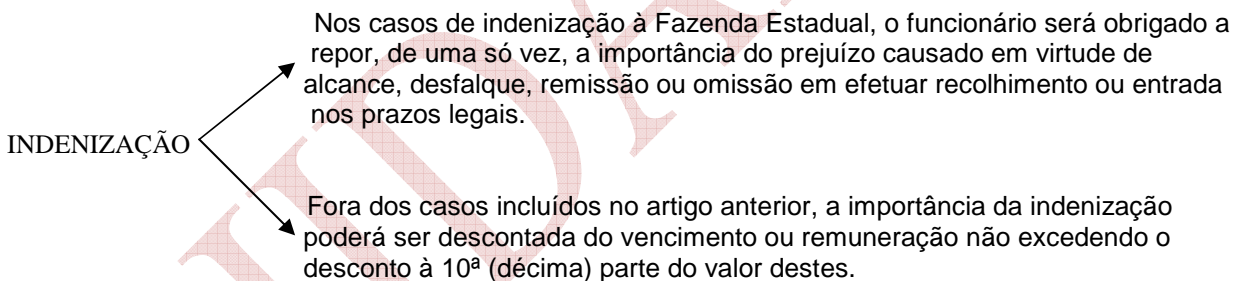 Nos casos de indenização à Fazenda Estadual, o funcionário será obrigado a
repor, de uma só vez, a importância do prejuízo causado em virtude de
alcance, desfalque, remissão ou omissão em efetuar recolhimento ou entrada
nos prazos legais.
INDENIZAÇÃO
Fora dos casos incluídos no artigo anterior, a importância da indenização
poderá ser descontada do vencimento ou remuneração não excedendo o
desconto à 10ª (décima) parte do valor destes.